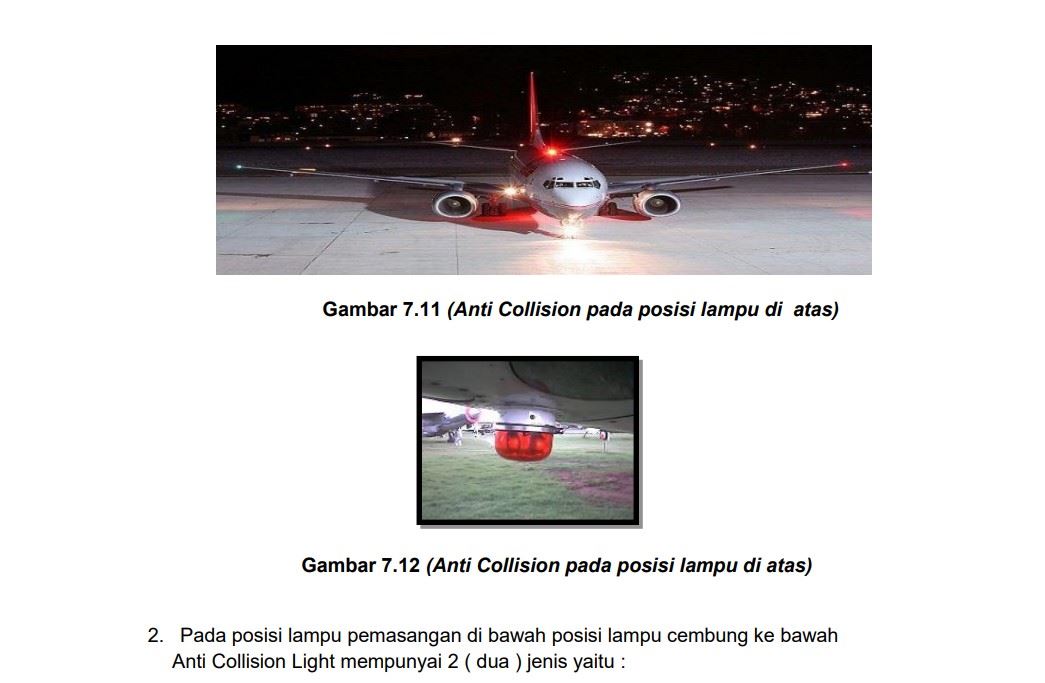 Gambar 7.11 (Anti Collision pada posisi lampu di atas)
Gambar 7.12 (Anti Collision pada posisi lampu di atas)
2. Pada posisi lampu pemasangan di bawah posisi lampu cembung ke bawah
Anti Collision Light mempunyai 2 ( dua ) jenis yaitu :